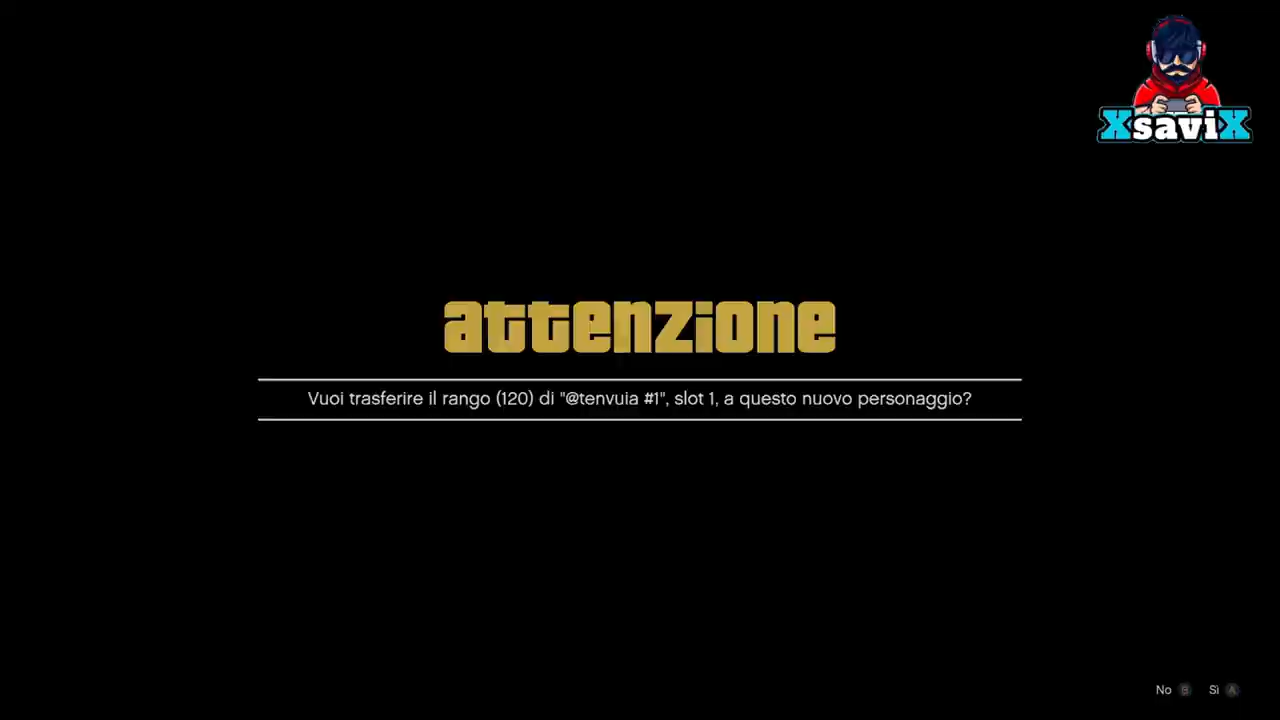 XsaviX
attenzione
Vuoi trasferire il rango (120) di "@tenvuia #1", slot 1, a questo nuovo personaggio?
No B Sì A